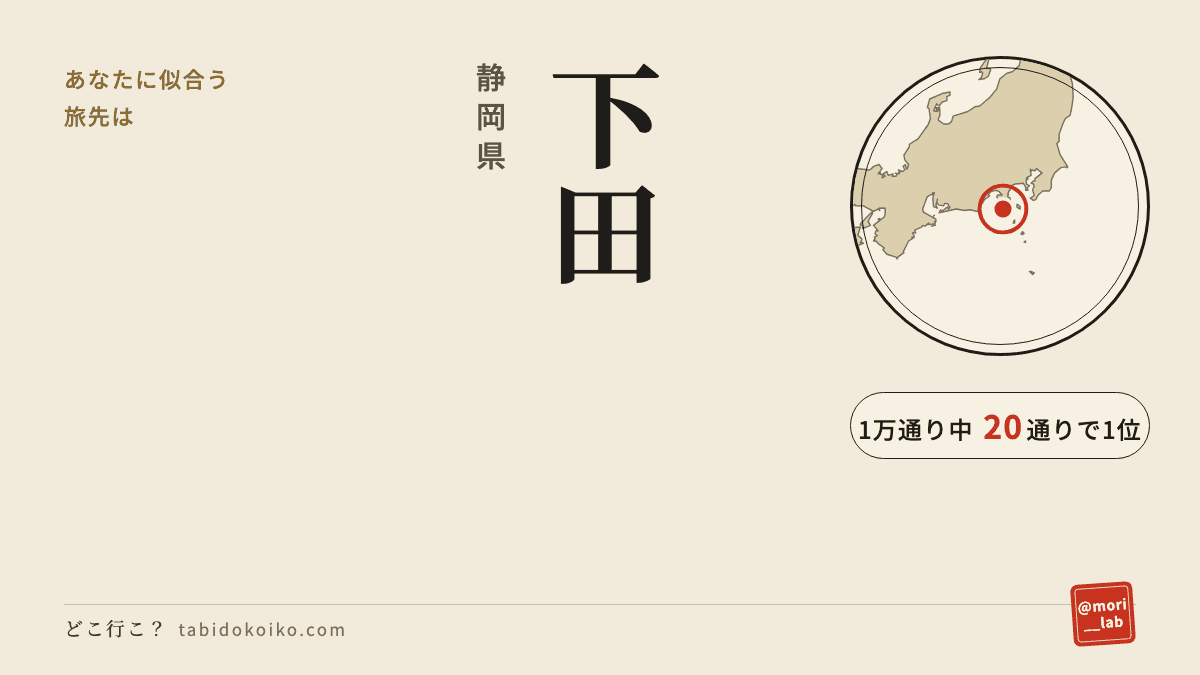 あなたに似合う
旅先は
下田
静岡県
1万通り中 20通りで1位
どこ行こ？ tabidokoiko.com
@mori
__lab